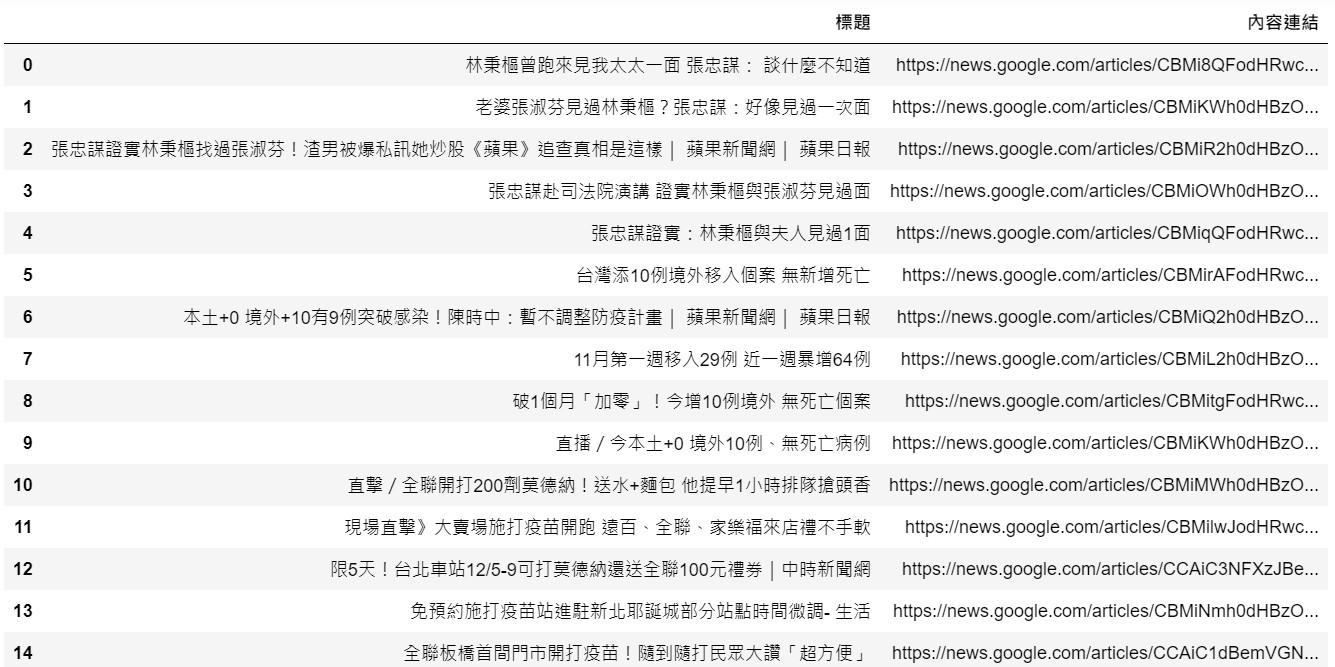 標題 內容連結
0 林秉樞曾跑來見我太太一面 張忠謀： 談什麼不知道 https://news.google.com/articles/CBMi8QFodHRwc...
1 老婆張淑芬見過林秉樞？張忠謀：好像見過一次面 https://news.google.com/articles/CBMiKWh0dHBzO...
2 張忠謀證實林秉樞找過張淑芬！渣男被爆私訊她炒股《蘋果》追查真相是這樣｜ 蘋果新聞網｜ 蘋果日報 https://news.google.com/articles/CBMiR2h0dHBzO...
3 張忠謀赴司法院演講 證實林秉樞與張淑芬見過面 https://news.google.com/articles/CBMiOWh0dHBzO...
4 張忠謀證實：林秉樞與夫人見過1面 https://news.google.com/articles/CBMiqQFodHRwc...
5 台灣添10例境外移入個案 無新增死亡 https://news.google.com/articles/CBMirAFodHRwc...
6 本土+0 境外+10有9例突破感染！陳時中：暫不調整防疫計畫｜ 蘋果新聞網｜ 蘋果日報 https://news.google.com/articles/CBMiQ2h0dHBzO...
7 11月第一週移入29例 近一週暴增64例 https://news.google.com/articles/CBMiL2h0dHBzO...
8 破1個月「加零」！今增10例境外 無死亡個案 https://news.google.com/articles/CBMitgFodHRwc...
9 直播／今本土+0 境外10例、無死亡病例 https://news.google.com/articles/CBMiKWh0dHBzO...
10 直擊／全聯開打200劑莫德納！送水+麵包 他提早1小時排隊搶頭香 https://news.google.com/articles/CBMiMWh0dHBzO...
11 現場直擊》大賣場施打疫苗開跑 遠百、全聯、家樂福來店禮不手軟 https://news.google.com/articles/CBMilwJodHRwc...
12 限5天！台北車站12/5-9可打莫德納還送全聯100元禮券｜中時新聞網 https://news.google.com/articles/CCAiC3NFXzJBe...
13 免預約施打疫苗站進駐新北耶誕城部分站點時間微調- 生活 https://news.google.com/articles/CBMiNmh0dHBzO...
14 全聯板橋首間門市開打疫苗！隨到隨打民眾大讚「超方便」 https://news.google.com/articles/CCAiC1dBemVGN...